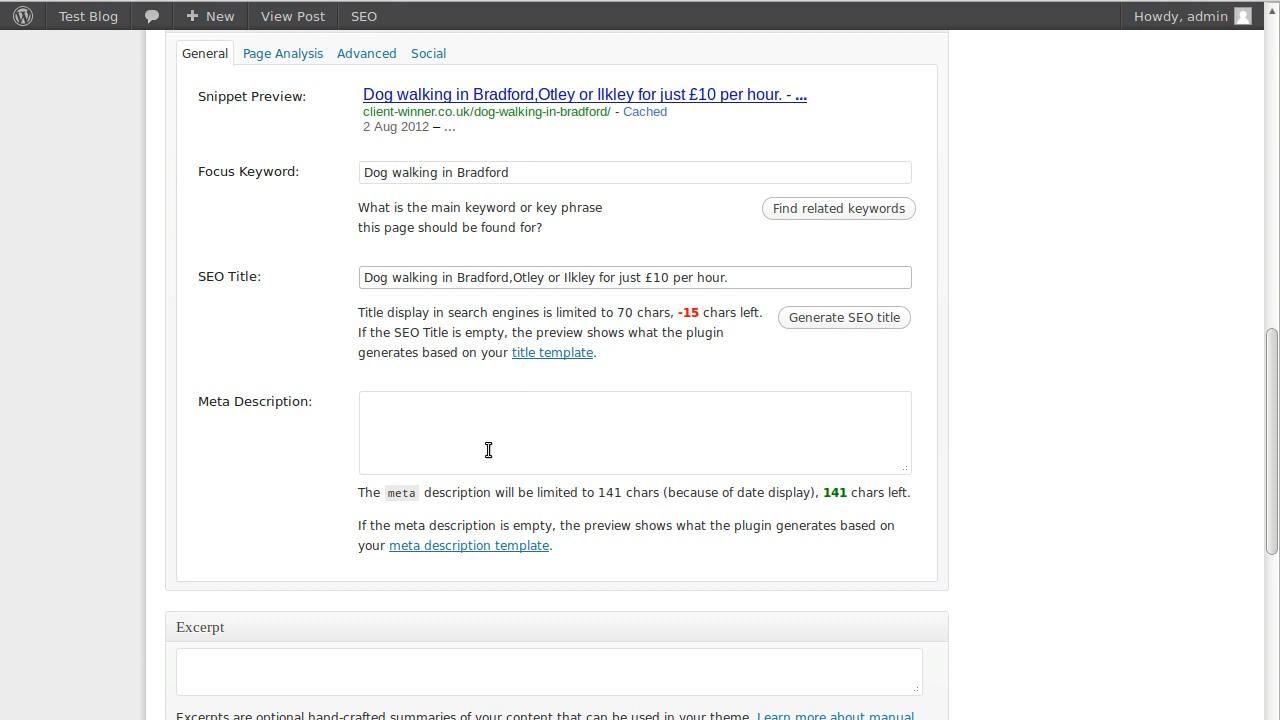 Test Blog New View Post SEO Howdy, admin
General Page Analysis Advanced Social
Snippet Preview: Dog walking in Bradford,Otley or Ilkley for just £10 per hour. - ...
client-winner.co.uk/dog-walking-in-bradford/ - Cached
2 Aug 2012 – ...
Focus Keyword: Dog walking in Bradford
What is the main keyword or key phrase Find related keywords
this page should be found for?
SEO Title: Dog walking in Bradford,Otley or Ilkley for just £10 per hour.
Title display in search engines is limited to 70 chars, -15 chars left. Generate SEO title
If the SEO Title is empty, the preview shows what the plugin
generates based on your title template.
Meta Description:
The meta description will be limited to 141 chars (because of date display), 141 chars left.
If the meta description is empty, the preview shows what the plugin generates based on
your meta description template.
Excerpt
Excerpts are optional hand-crafted summaries of your content that can be used in your theme. Learn more about manual